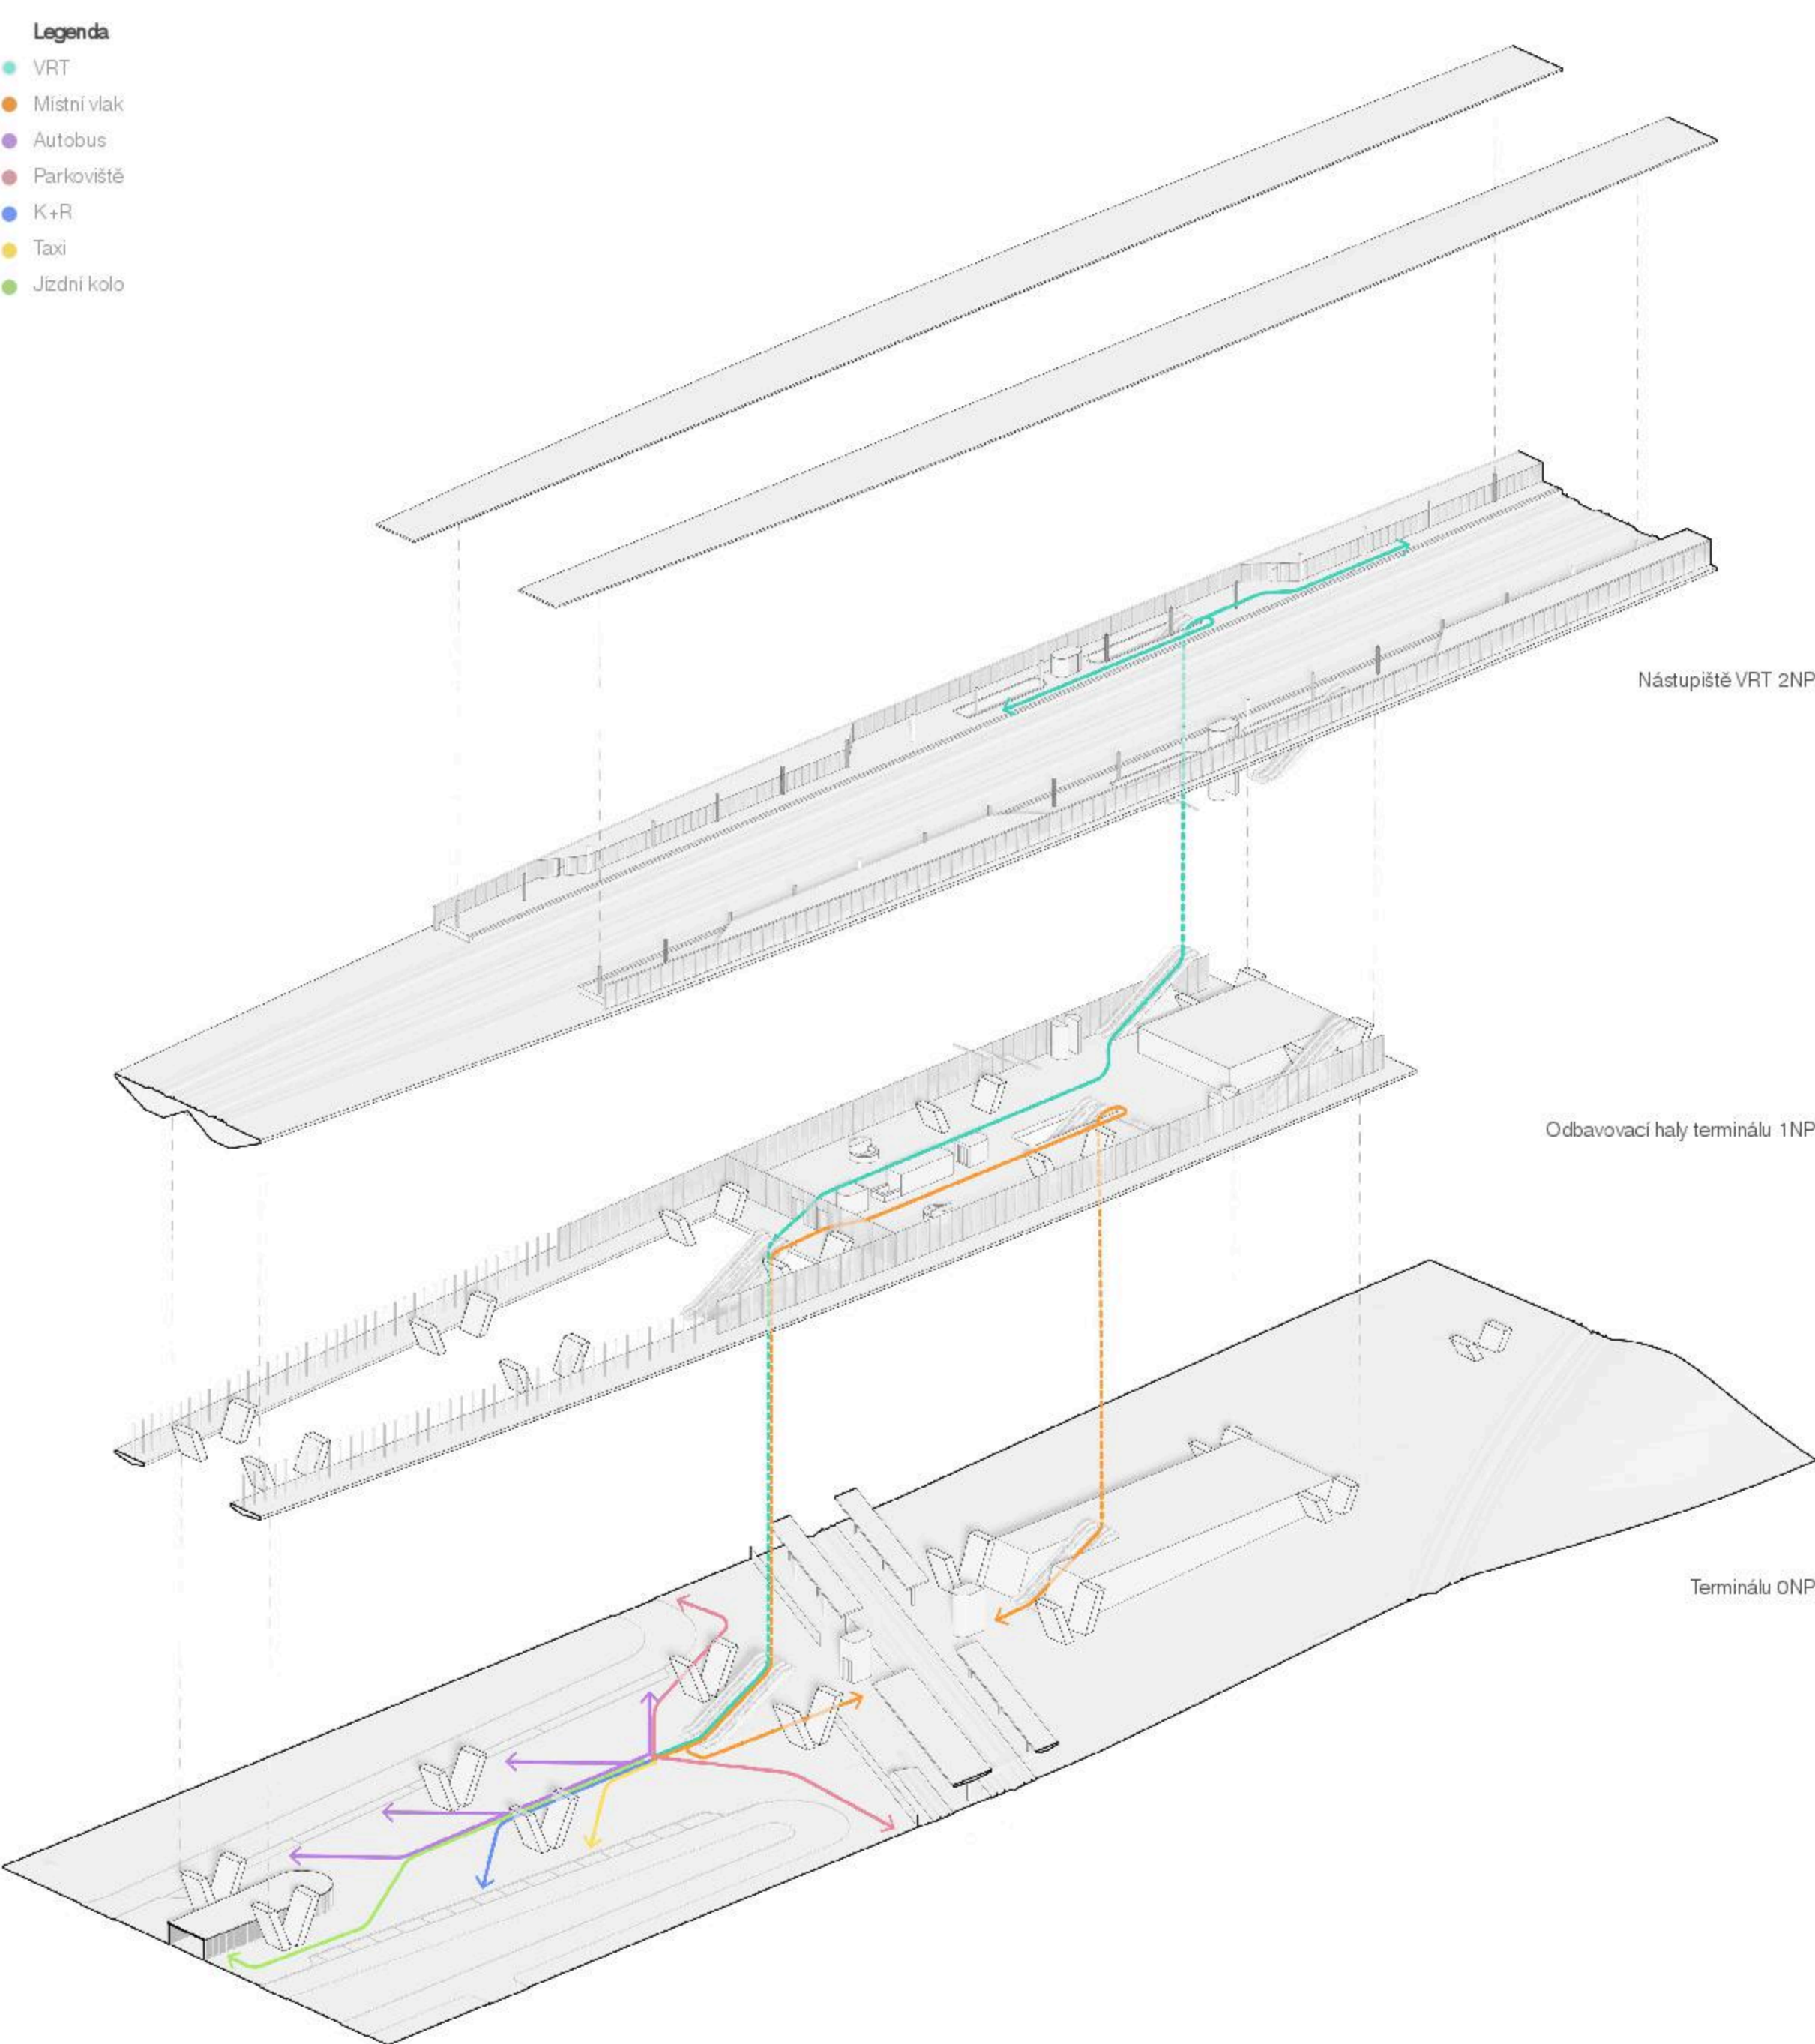 Legenda
VRT
Místní vlak
Autobus
Parkoviště
K+R
Taxi
Jízdní kolo
Nástupiště VRT 2NP
Odbavovací haly terminálu 1NP
Terminálu 0NP